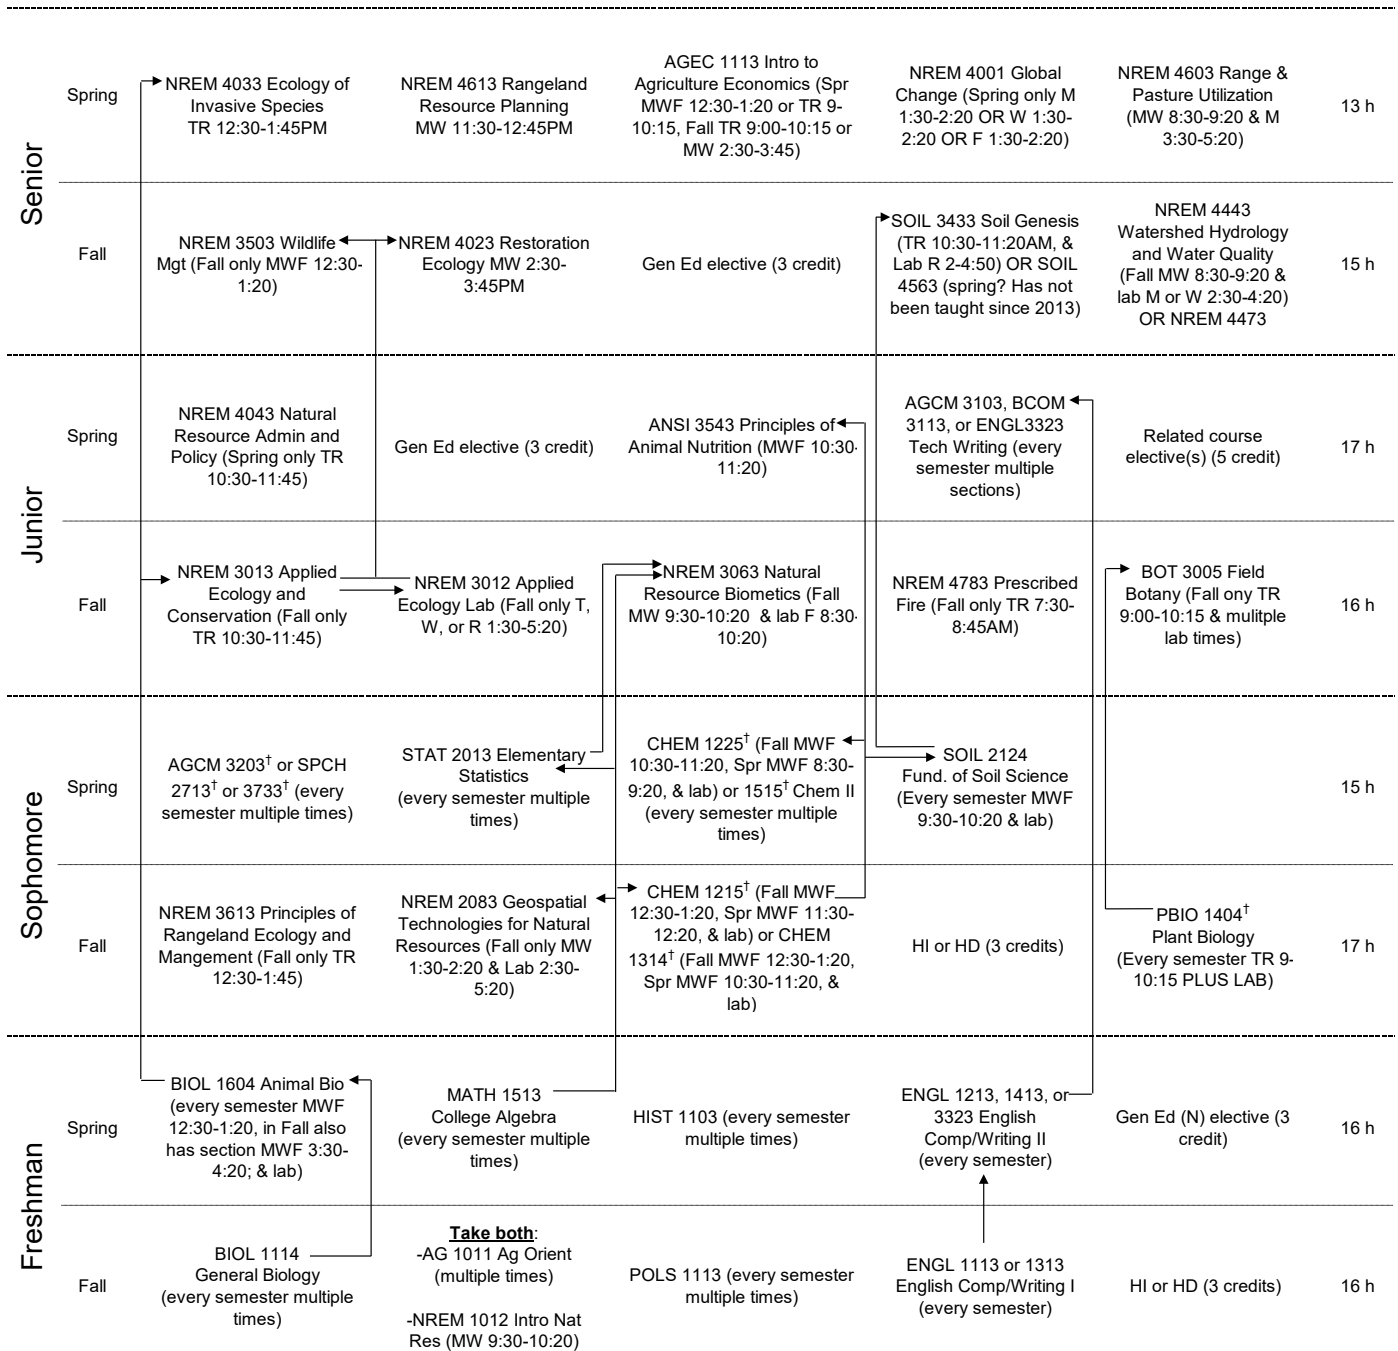 Senior
Spring
NREM 4033 Ecology of
Invasive Species
TR 12:30-1:45PM
NREM 4613 Rangeland
Resource Planning
MW 11:30-12:45PM
AGEC 1113 Intro to
Agriculture Economics (Spr
MWF 12:30-1:20 or TR 9-
10:15, Fall TR 9:00-10:15 or
MW 2:30-3:45)
NREM 4001 Global
Change (Spring only M
1:30-2:20 OR W 1:30-
2:20 OR F 1:30-2:20)
NREM 4603 Range &
Pasture Utilization
(MW 8:30-9:20 & M
3:30-5:20)
13 h
Fall
NREM 3503 Wildlife
Mgt (Fall only MWF 12:30-
1:20)
NREM 4023 Restoration
Ecology MW 2:30-
3:45PM
Gen Ed elective (3 credit)
SOIL 3433 Soil Genesis
(TR 10:30-11:20AM, &
Lab R 2-4:50) OR SOIL
4563 (spring? Has not
been taught since 2013)
NREM 4443
Watershed Hydrology
and Water Quality
(Fall MW 8:30-9:20 &
lab M or W 2:30-4:20)
OR NREM 4473
15 h
Junior
Spring
NREM 4043 Natural
Resource Admin and
Policy (Spring only TR
10:30-11:45)
Gen Ed elective (3 credit)
ANSI 3543 Principles of
Animal Nutrition (MWF 10:30-
11:20)
AGCM 3103, BCOM
3113, or ENGL3323
Tech Writing (every
semester multiple
sections)
Related course
elective(s) (5 credit)
17 h
Fall
NREM 3013 Applied
Ecology and
Conservation (Fall only
TR 10:30-11:45)
NREM 3012 Applied
Ecology Lab (Fall only T,
W, or R 1:30-5:20)
NREM 3063 Natural
Resource Biometics (Fall
MW 9:30-10:20 & lab F 8:30-
10:20)
NREM 4783 Prescribed
Fire (Fall only TR 7:30-
8:45AM)
BOT 3005 Field
Botany (Fall ony TR
9:00-10:15 & mulitple
lab times)
16 h
Sophomore
Spring
AGCM 3203† or SPCH
2713† or 3733† (every
semester multiple times)
STAT 2013 Elementary
Statistics
(every semester multiple
times)
CHEM 1225† (Fall MWF
10:30-11:20, Spr MWF 8:30-
9:20, & lab) or 1515† Chem II
(every semester multiple
times)
SOIL 2124
Fund. of Soil Science
(Every semester MWF
9:30-10:20 & lab)
15 h
Fall
NREM 3613 Principles of
Rangeland Ecology and
Mangement (Fall only TR
12:30-1:45)
NREM 2083 Geospatial
Technologies for Natural
Resources (Fall only MW
1:30-2:20 & Lab 2:30-
5:20)
CHEM 1215† (Fall MWF
12:30-1:20, Spr MWF 11:30-
12:20, & lab) or CHEM
1314† (Fall MWF 12:30-1:20,
Spr MWF 10:30-11:20, &
lab)
HI or HD (3 credits)
PBIO 1404†
Plant Biology
(Every semester TR 9-
10:15 PLUS LAB)
17 h
Freshman
Spring
BIOL 1604 Animal Bio
(every semester MWF
12:30-1:20, in Fall also
has section MWF 3:30-
4:20; & lab)
MATH 1513
College Algebra
(every semester multiple
times)
HIST 1103 (every semester
multiple times)
ENGL 1213, 1413, or
3323 English
Comp/Writing II
(every semester)
Gen Ed (N) elective (3
credit)
16 h
Fall
BIOL 1114
General Biology
(every semester multiple
times)
Take both:
-AG 1011 Ag Orient
(multiple times)
-NREM 1012 Intro Nat
Res (MW 9:30-10:20)
POLS 1113 (every semester
multiple times)
ENGL 1113 or 1313
English Comp/Writing I
(every semester)
HI or HD (3 credits)
16 h